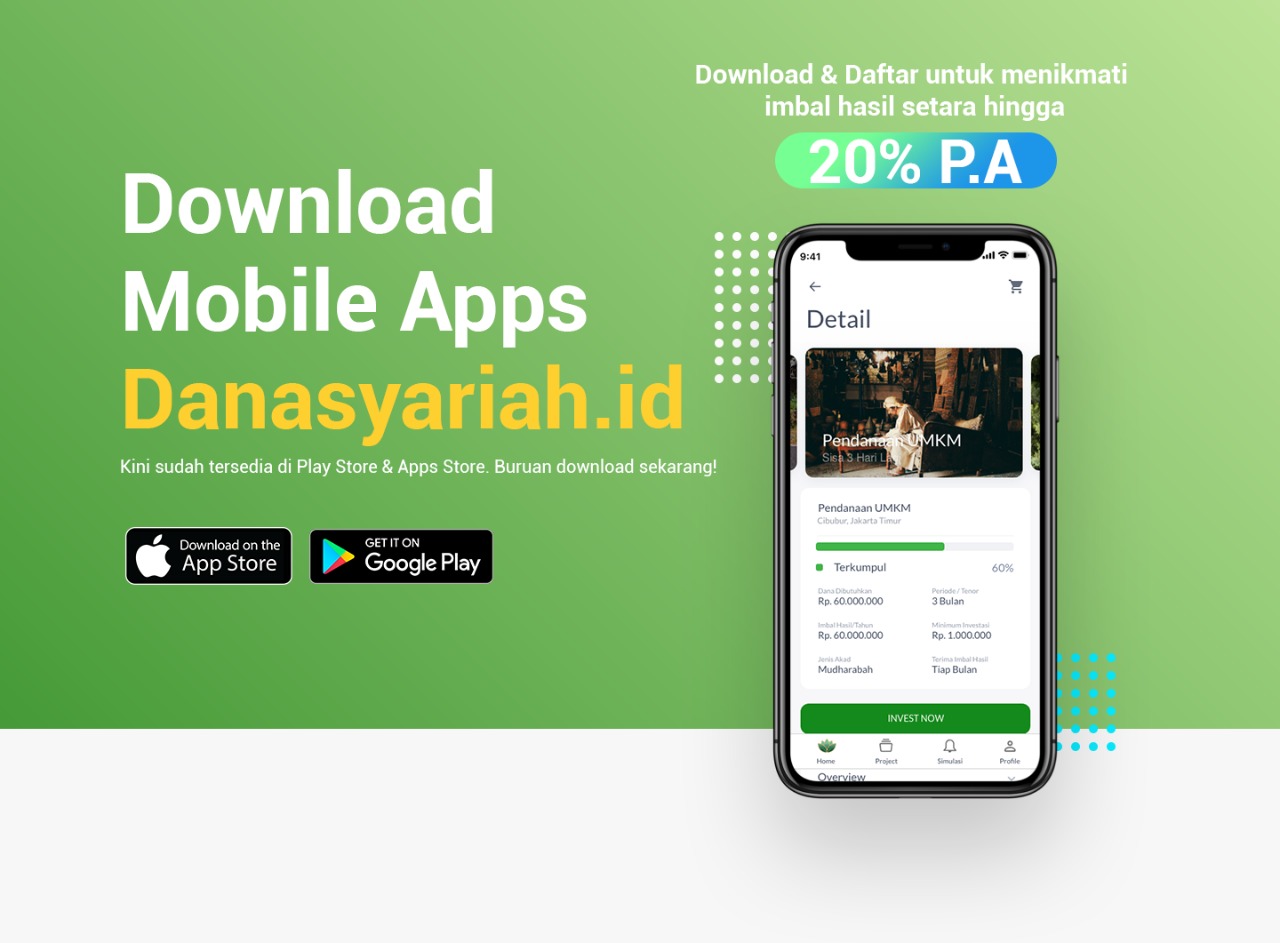 Download & Daftar untuk menikmati
imbal hasil setara hingga
20% P.A
Download
Mobile Apps
Danasyariah.id
Kini sudah tersedia di Play Store & Apps Store. Buruan download sekarang!
Download on the
App Store
GET IT ON
Google Play
9:41
Detail
Pendanaan UMKM
Sisa 3 Hari
Pendanaan UMKM
Cibubur, Jakarta Timur
Terkumpul 60%
Dana Dibutuhkan Periode / Tenor
Rp. 60.000.000 3 Bulan
Imbal Hasil/Tahun Minimum Investasi
Rp. 60.000.000 Rp. 1.000.000
Jenis Akad Terima Imbal Hasil
Mudharabah Tiap Bulan
INVEST NOW
Home Project Simulasi Profile
Overview